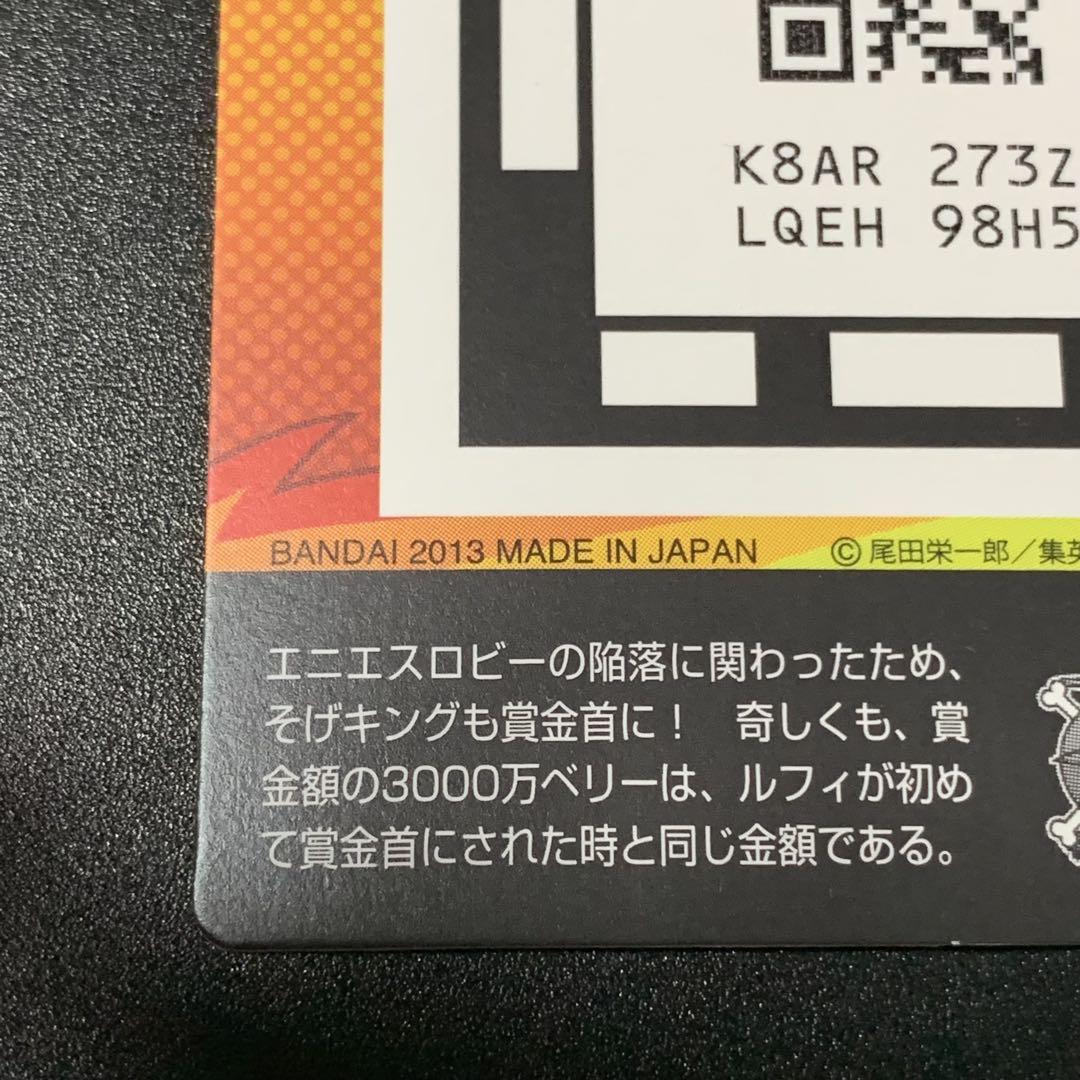 K8AR 273Z
LQEH 98H5
BANDAI 2013 MADE IN JAPAN ©尾田栄一郎／集英
エニエスロビーの陥落に関わったため、
そげキングも賞金首に！ 奇しくも、賞
金額の3000万ベリーは、ルフィが初め
て賞金首にされた時と同じ金額である。